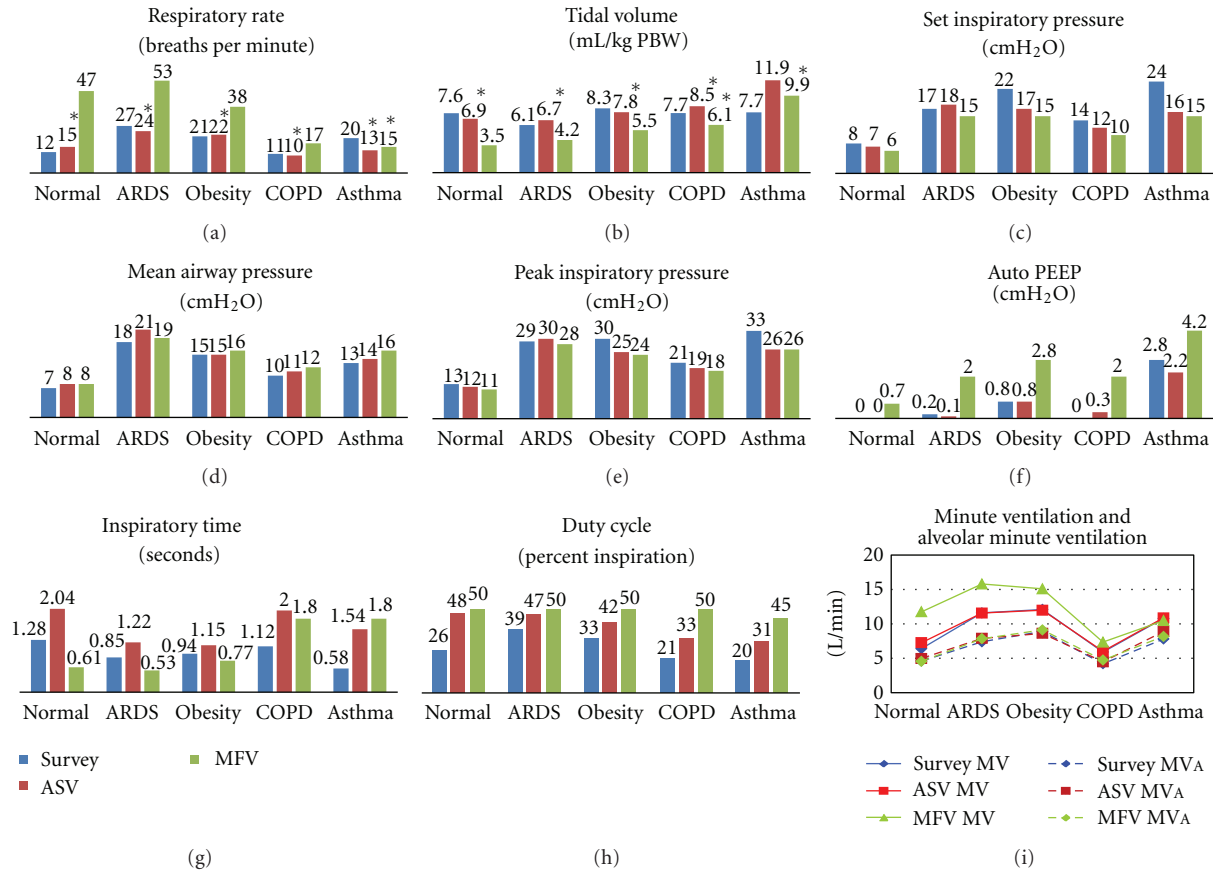 Respiratory rate
(breaths per minute)
12 15 * 47 27 24 * 53 21 22 * 38 11 10 * 17 20 13 * 15 *
Normal ARDS Obesity COPD Asthma
(a)
Tidal volume
(mL/kg PBW)
7.6 6.9 * 3.5 6.1 6.7 * 4.2 8.3 7.8 * 5.5 7.7 8.5 * 6.1 * 7.7 11.9 9.9 *
Normal ARDS Obesity COPD Asthma
(b)
Set inspiratory pressure
(cmH₂O)
8 7 6 17 18 15 22 17 15 14 12 10 24 16 15
Normal ARDS Obesity COPD Asthma
(c)
Mean airway pressure
(cmH₂O)
7 8 8 18 21 19 15 15 16 10 11 12 13 14 16
Normal ARDS Obesity COPD Asthma
(d)
Peak inspiratory pressure
(cmH₂O)
13 12 11 29 30 28 30 25 24 21 19 18 33 26 26
Normal ARDS Obesity COPD Asthma
(e)
Auto PEEP
(cmH₂O)
0 0 0.7 0.2 0.1 2 0.8 0.8 2.8 0 0.3 2 2.8 2.2 4.2
Normal ARDS Obesity COPD Asthma
(f)
Inspiratory time
(seconds)
1.28 2.04 0.61 0.85 1.22 0.53 0.94 1.15 0.77 1.12 2 1.8 0.58 1.54 1.8
Normal ARDS Obesity COPD Asthma
Survey MFV
ASV
(g)
Duty cycle
(percent inspiration)
26 48 50 39 47 50 33 42 50 21 33 50 20 31 45
Normal ARDS Obesity COPD Asthma
(h)
Minute ventilation and
alveolar minute ventilation
(L/min)
20
15
10
5
0
Normal ARDS Obesity COPD Asthma
Survey MV Survey MVA
ASV MV ASV MVA
MFV MV MFV MVA
(i)